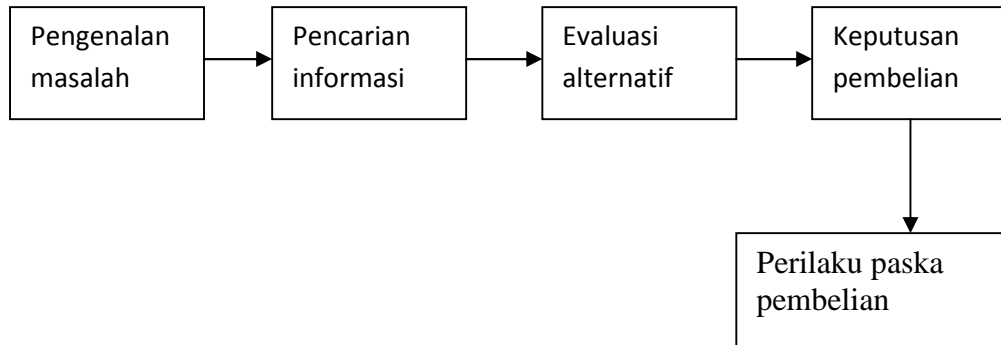 Pengenalan
masalah
Pencarian
informasi
Evaluasi
alternatif
Keputusan
pembelian
Perilaku paska
pembelian